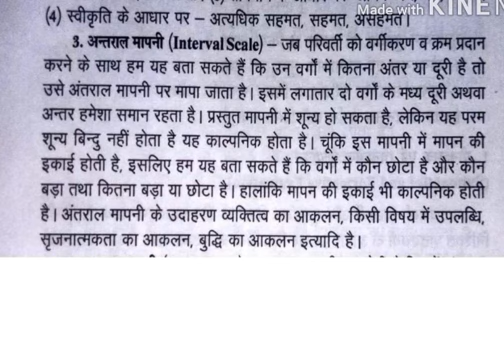 Made with KINE
(4) स्वीकृति के आधार पर – अत्यधिक सहमत, सहमत, असहमत।
3. अन्तराल मापनी (Interval Scale) – जब परिवर्ती को वर्गीकरण व क्रम प्रदान
करने के साथ हम यह बता सकते हैं कि उन वर्गों में कितना अंतर या दूरी है तो
उसे अंतराल मापनी पर मापा जाता है। इसमें लगातार दो वर्गों के मध्य दूरी अथवा
अन्तर हमेशा समान रहता है। प्रस्तुत मापनी में शून्य हो सकता है, लेकिन यह परम
शून्य बिन्दु नहीं होता है यह काल्पनिक होता है। चूंकि इस मापनी में मापन की
इकाई होती है, इसलिए हम यह बता सकते हैं कि वर्गों में कौन छोटा है और कौन
बड़ा तथा कितना बड़ा या छोटा है। हालांकि मापन की इकाई भी काल्पनिक होती
है। अंतराल मापनी के उदाहरण व्यक्तित्व का आकलन, किसी विषय में उपलब्धि,
सृजनात्मकता का आकलन, बुद्धि का आकलन इत्यादि है।